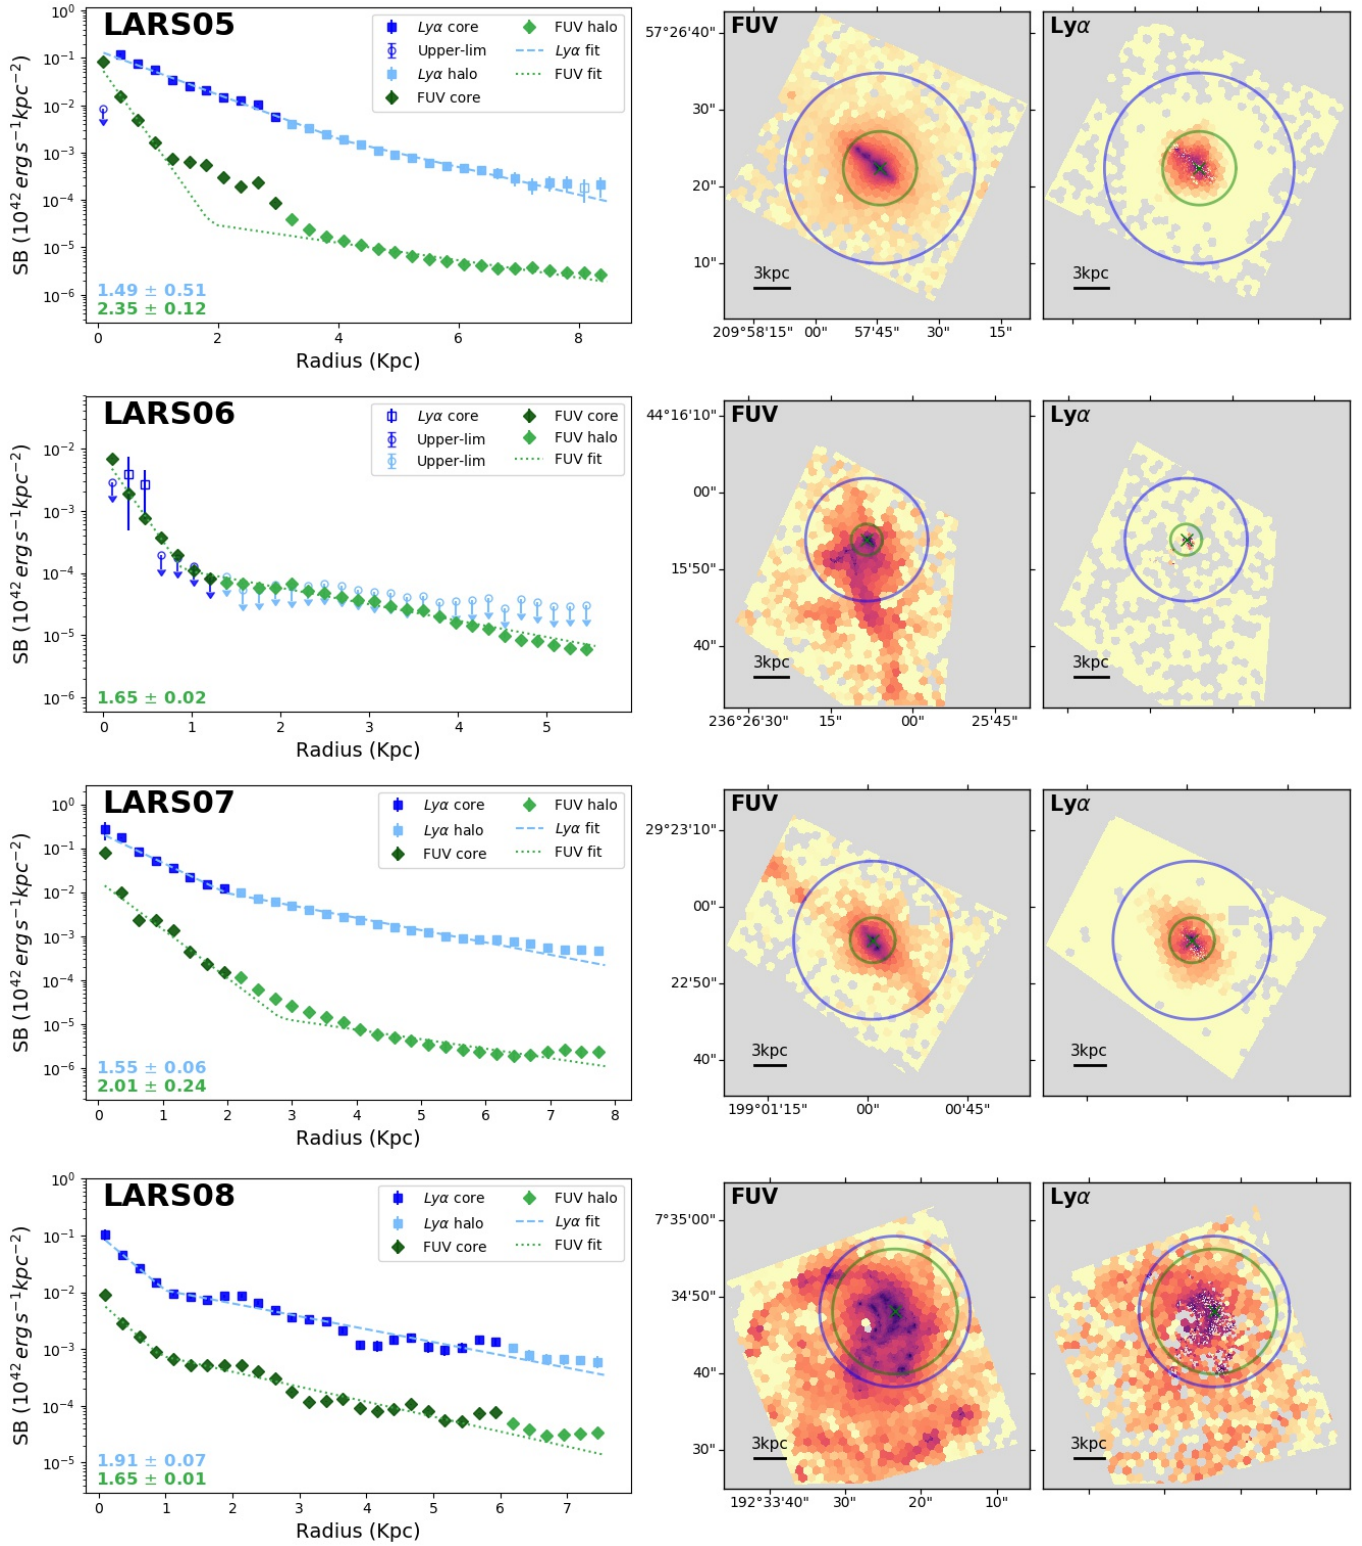 LARS05
Lyα core
Upper-lim
Lyα halo
FUV core
FUV halo
Lyα fit
FUV fit
10^0
10^-1
10^-2
10^-3
10^-4
10^-5
10^-6
SB (10^42 erg s^-1 kpc^-2)
1.49 ± 0.51
2.35 ± 0.12
0 2 4 6 8
Radius (Kpc)
FUV
57°26'40"
30"
20"
10"
3kpc
209°58'15" 00" 57'45" 30" 15"
Lyα
3kpc
LARS06
Lyα core
Upper-lim
Upper-lim
FUV core
FUV halo
FUV fit
10^-2
10^-3
10^-4
10^-5
10^-6
SB (10^42 erg s^-1 kpc^-2)
1.65 ± 0.02
0 1 2 3 4 5
Radius (Kpc)
FUV
44°16'10"
00"
15'50"
40"
3kpc
236°26'30" 15" 00" 25'45"
Lyα
3kpc
LARS07
Lyα core
Lyα halo
FUV core
FUV halo
Lyα fit
FUV fit
10^0
10^-1
10^-2
10^-3
10^-4
10^-5
10^-6
SB (10^42 erg s^-1 kpc^-2)
1.55 ± 0.06
2.01 ± 0.24
0 1 2 3 4 5 6 7 8
Radius (Kpc)
FUV
29°23'10"
00"
22'50"
40"
3kpc
199°01'15" 00" 00'45"
Lyα
3kpc
LARS08
Lyα core
Lyα halo
FUV core
FUV halo
Lyα fit
FUV fit
10^0
10^-1
10^-2
10^-3
10^-4
10^-5
SB (10^42 erg s^-1 kpc^-2)
1.91 ± 0.07
1.65 ± 0.01
0 1 2 3 4 5 6 7
Radius (Kpc)
FUV
7°35'00"
34'50"
40"
30"
3kpc
192°33'40" 30" 20" 10"
Lyα
3kpc